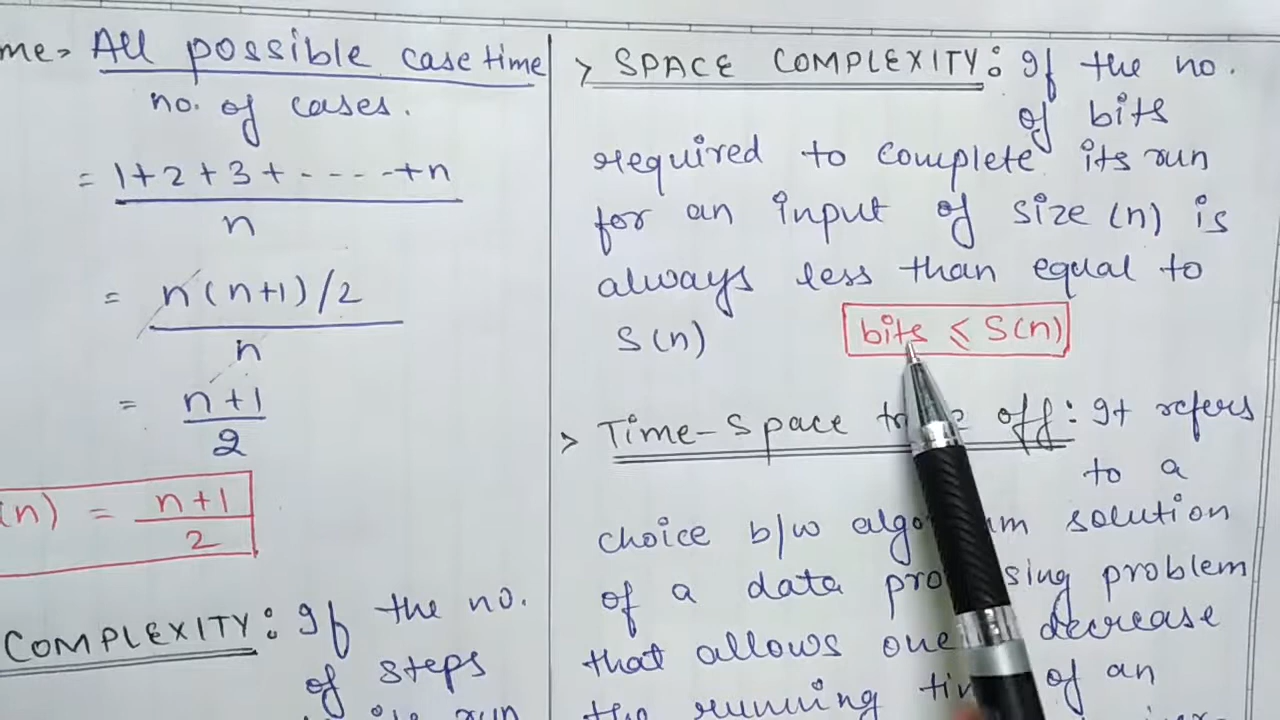 me> All possible case time
no. of cases.
= 1+2+3+----+n
n
= n(n+1)/2
n
= n+1
2
(n) = n+1
2
COMPLEXITY: If the no.
of steps
run
> SPACE COMPLEXITY: If the no.
of bits
required to complete its run
for an input of size (n) is
always less than equal to
S(n) bits ≤ S(n)
> Time-Space off: It refers
to a
choice b/w solution
of a data problem
that allows one decrease
the running of an